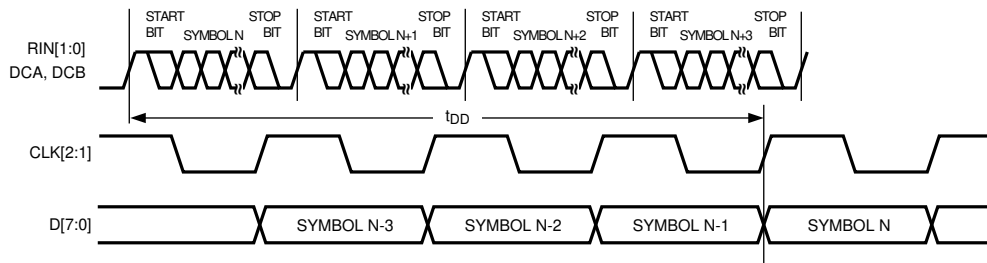 START STOP START STOP START STOP START STOP
BIT SYMBOL N BIT BIT SYMBOL N+1 BIT BIT SYMBOL N+2 BIT BIT SYMBOL N+3 BIT
RIN[1:0]
DCA, DCB
tDD
CLK[2:1]
D[7:0] SYMBOL N-3 SYMBOL N-2 SYMBOL N-1 SYMBOL N